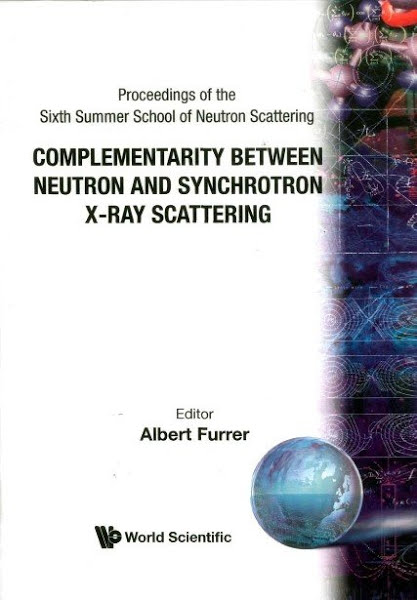 Proceedings of the
Sixth Summer School of Neutron Scattering
COMPLEMENTARITY BETWEEN
NEUTRON AND SYNCHROTRON
X-RAY SCATTERING
Editor
Albert Furrer
World Scientific